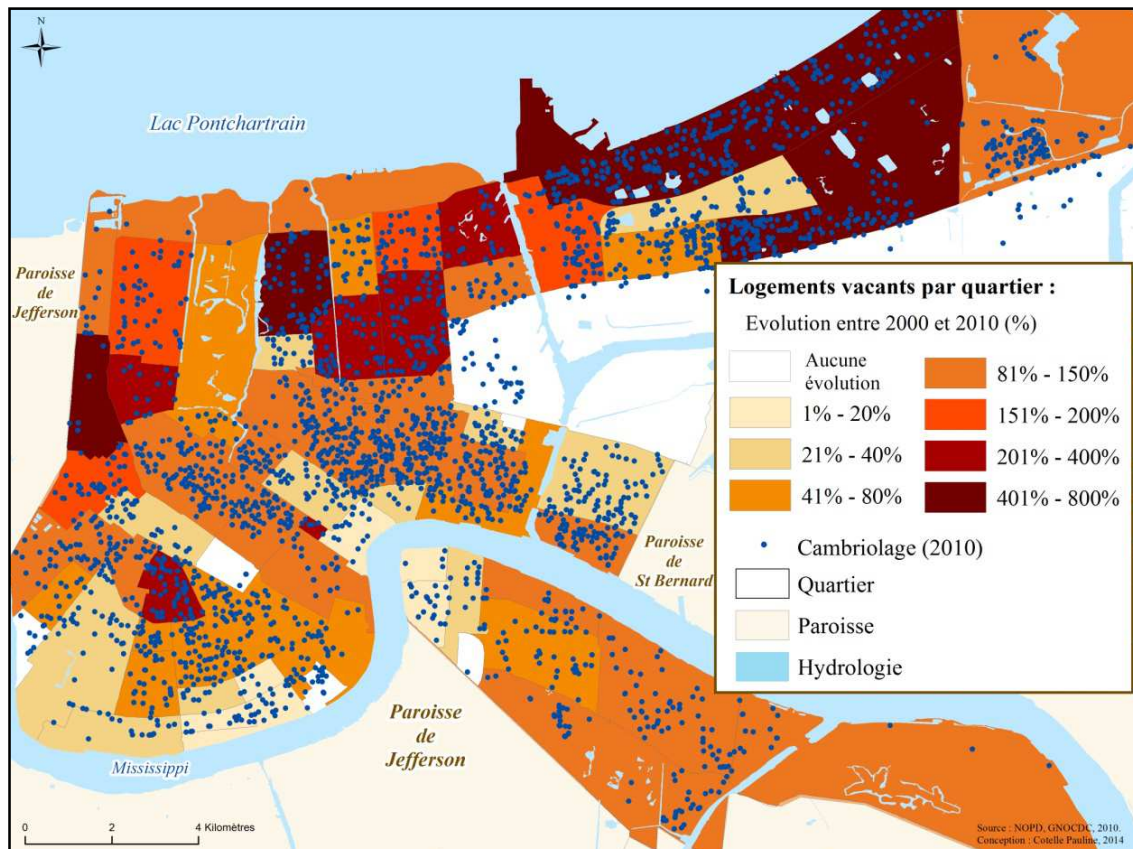 N
Lac Pontchartrain
Paroisse
de
Jefferson
Logements vacants par quartier :
Evolution entre 2000 et 2010 (%)
Aucune
évolution
1% - 20%
21% - 40%
41% - 80%
81% - 150%
151% - 200%
201% - 400%
401% - 800%
Cambriolage (2010)
Quartier
Paroisse
Hydrologie
Paroisse
de
St Bernard
Paroisse
de
Jefferson
Mississippi
0 2 4 Kilomètres
Source : NOPD, GNOCDC, 2010.
Conception : Cotelle Pauline, 2014